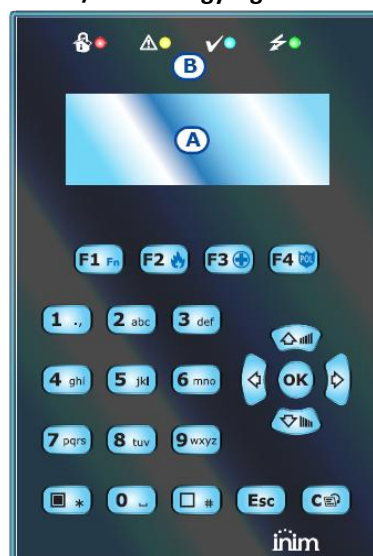 B
A
F1 Fn F2 F3 F4 POL
1 ., 2 abc 3 def
4 ghi 5 jkl 6 mno OK
7 pqrs 8 tuv 9 wxyz
* 0 # Esc C
inim